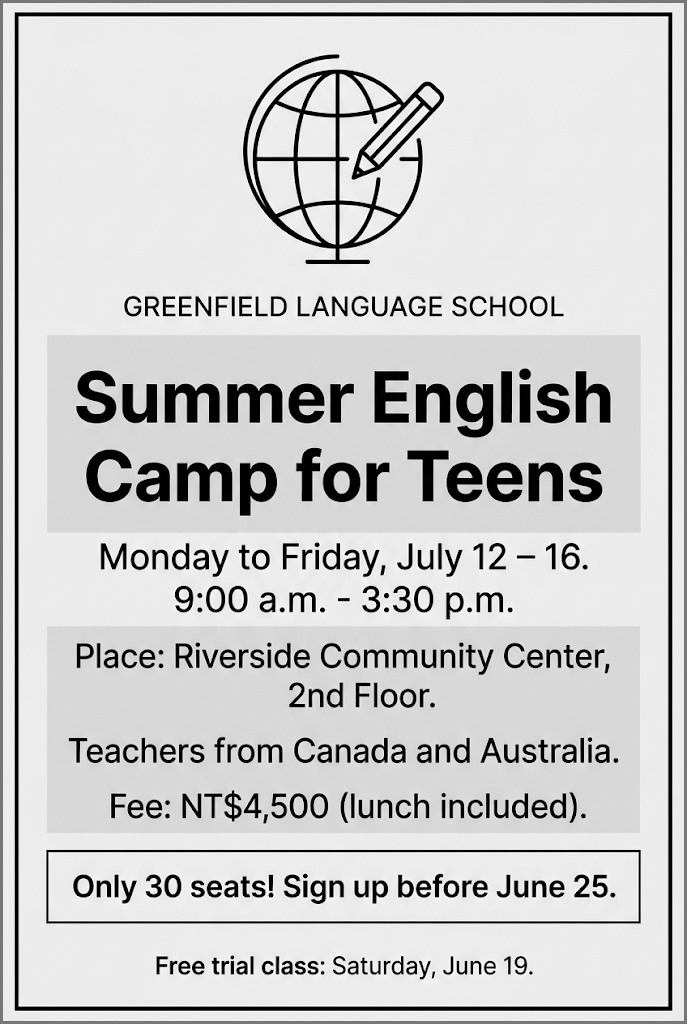 GREENFIELD LANGUAGE SCHOOL
Summer English
Camp for Teens
Monday to Friday, July 12 – 16.
9:00 a.m. - 3:30 p.m.
Place: Riverside Community Center,
2nd Floor.
Teachers from Canada and Australia.
Fee: NT$4,500 (lunch included).
Only 30 seats! Sign up before June 25.
Free trial class: Saturday, June 19.